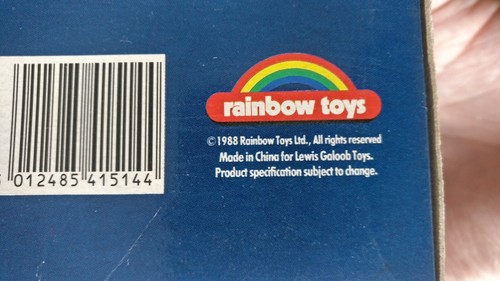 rainbow toys
©1988 Rainbow Toys Ltd., All rights reserved
Made in China for Lewis Galoob Toys.
Product specification subject to change.
012485 415144